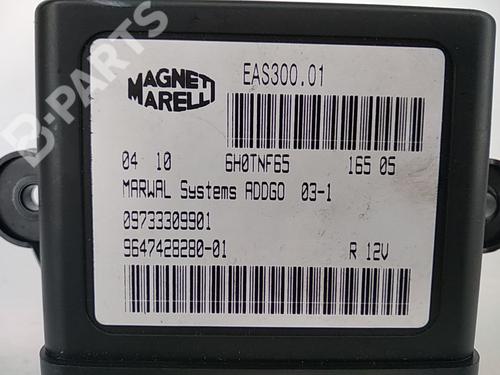 B-PARTS
MAGNETI
MARELLI
EAS300.01
04 10 6H0TNF65 165 05
MARWAL Systems ADDGO 03-1
09733309901
9647428280-01 R 12V